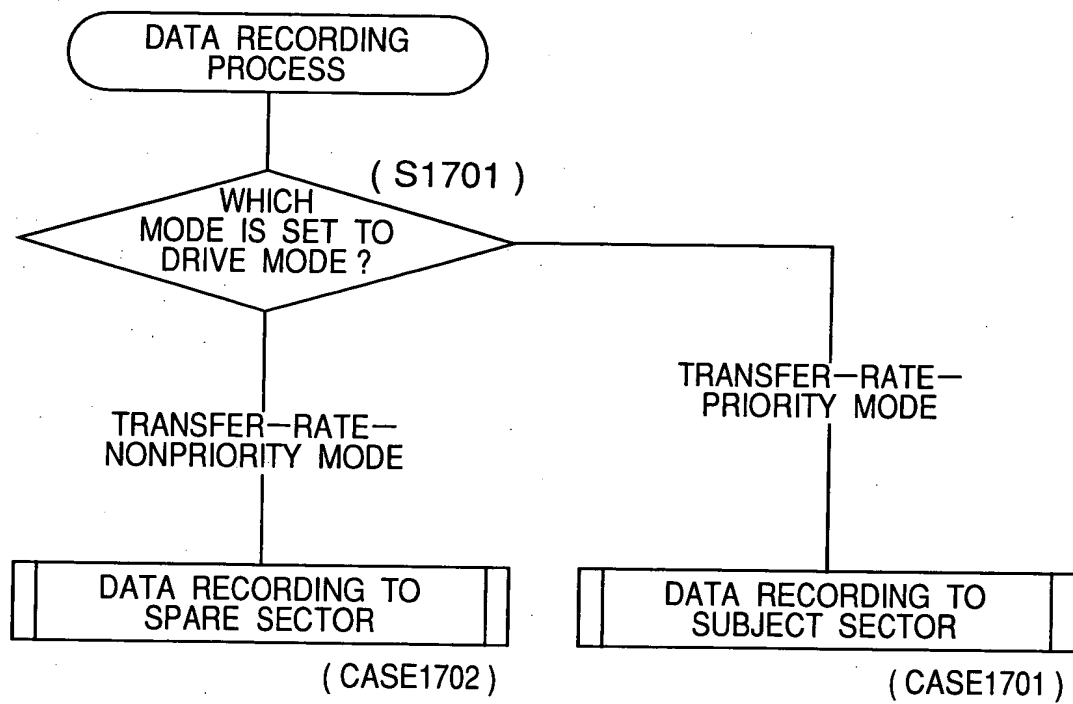 DATA RECORDING
PROCESS
( S1701 )
WHICH
MODE IS SET TO
DRIVE MODE ?
TRANSFER-RATE-
PRIORITY MODE
TRANSFER-RATE-
NONPRIORITY MODE
DATA RECORDING TO
SPARE SECTOR
( CASE1702 )
DATA RECORDING TO
SUBJECT SECTOR
( CASE1701 )